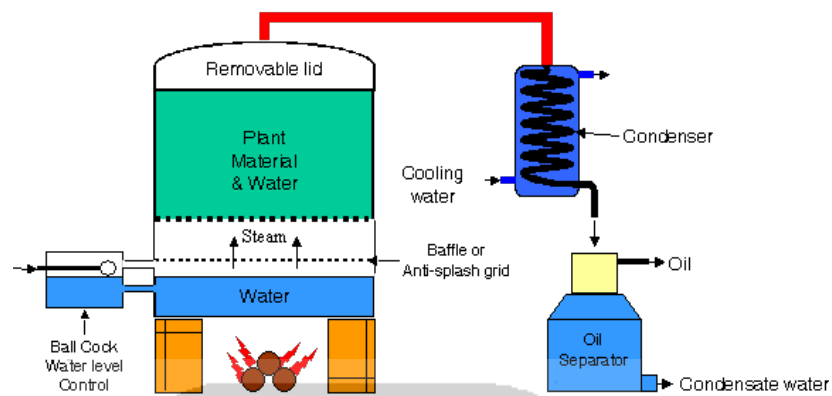 Removable lid
Plant
Material
& Water
Condenser
Cooling
water
Steam
Baffle or
Anti-splash grid
Oil
Water
Ball Cock
Water level
Control
Oil
Separator
Condensate water